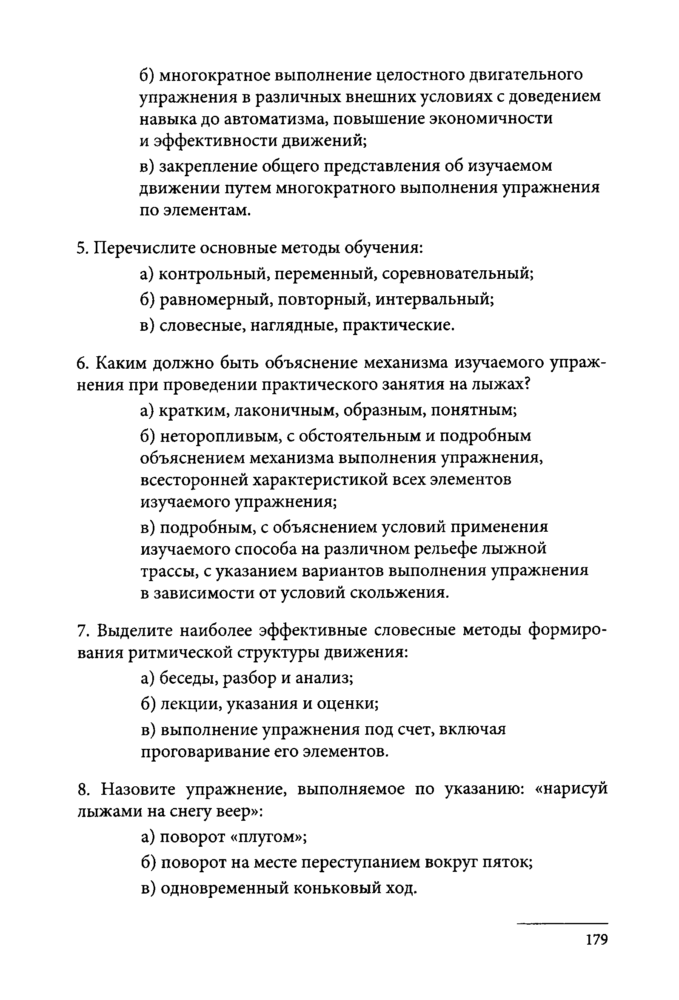 б) многократное выполнение целостного двигательного
упражнения в различных внешних условиях с доведением
навыка до автоматизма, повышение экономичности
и эффективности движений;
в) закрепление общего представления об изучаемом
движении путем многократного выполнения упражнения
по элементам.
5. Перечислите основные методы обучения:
а) контрольный, переменный, соревновательный;
б) равномерный, повторный, интервальный;
в) словесные, наглядные, практические.
6. Каким должно быть объяснение механизма изучаемого упраж-
нения при проведении практического занятия на лыжах?
а) кратким, лаконичным, образным, понятным;
б) неторопливым, с обстоятельным и подробным
объяснением механизма выполнения упражнения,
всесторонней характеристикой всех элементов
изучаемого упражнения;
в) подробным, с объяснением условий применения
изучаемого способа на различном рельефе лыжной
трассы, с указанием вариантов выполнения упражнения
в зависимости от условий скольжения.
7. Выделите наиболее эффективные словесные методы формиро-
вания ритмической структуры движения:
а) беседы, разбор и анализ;
б) лекции, указания и оценки;
в) выполнение упражнения под счет, включая
проговаривание его элементов.
8. Назовите упражнение, выполняемое по указанию: «нарисуй
лыжами на снегу веер»:
а) поворот «плугом»;
б) поворот на месте переступанием вокруг пяток;
в) одновременный коньковый ход.
179